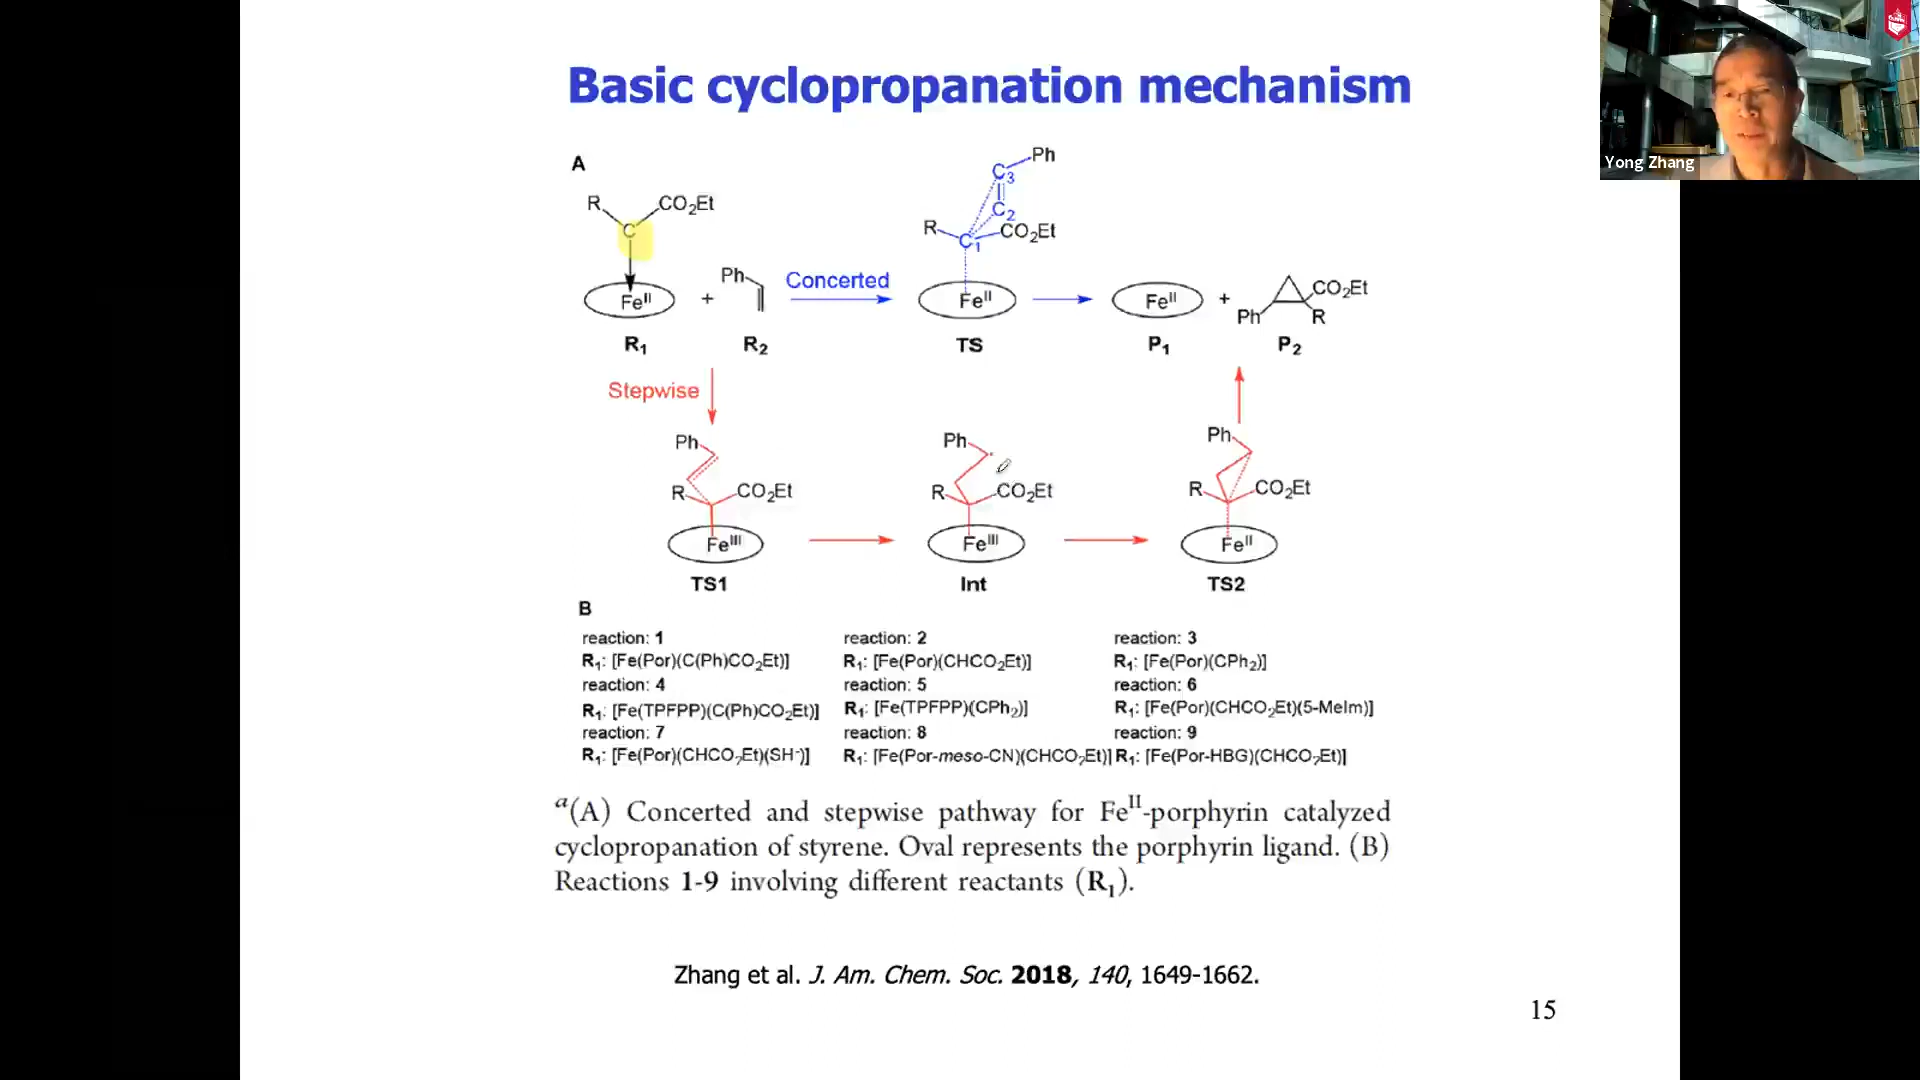 Basic cyclopropanation mechanism
Yong Zhang
A
R CO₂Et
C
Feᴵᴵ
+
Ph
Concerted
R₁
R₂
Ph
C₃
C₂
R C₁ CO₂Et
Feᴵᴵ
TS
Feᴵᴵ
P₁
+
CO₂Et
Ph R
P₂
Stepwise
Ph
R CO₂Et
Feᴵᴵᴵ
TS1
Ph
R CO₂Et
Feᴵᴵᴵ
Int
Ph
R CO₂Et
Feᴵᴵ
TS2
B
reaction: 1
R₁: [Fe(Por)(C(Ph)CO₂Et)]
reaction: 2
R₁: [Fe(Por)(CHCO₂Et)]
reaction: 3
R₁: [Fe(Por)(CPh₂)]
reaction: 4
R₁: [Fe(TPFPP)(C(Ph)CO₂Et)]
reaction: 5
R₁: [Fe(TPFPP)(CPh₂)]
reaction: 6
R₁: [Fe(Por)(CHCO₂Et)(5-MeIm)]
reaction: 7
R₁: [Fe(Por)(CHCO₂Et)(SH⁻)]
reaction: 8
R₁: [Fe(Por-meso-CN)(CHCO₂Et)]
reaction: 9
R₁: [Fe(Por-HBG)(CHCO₂Et)]
ᵃ(A) Concerted and stepwise pathway for Feᴵᴵ-porphyrin catalyzed
cyclopropanation of styrene. Oval represents the porphyrin ligand. (B)
Reactions 1-9 involving different reactants (R₁).
Zhang et al. J. Am. Chem. Soc. 2018, 140, 1649-1662.
15